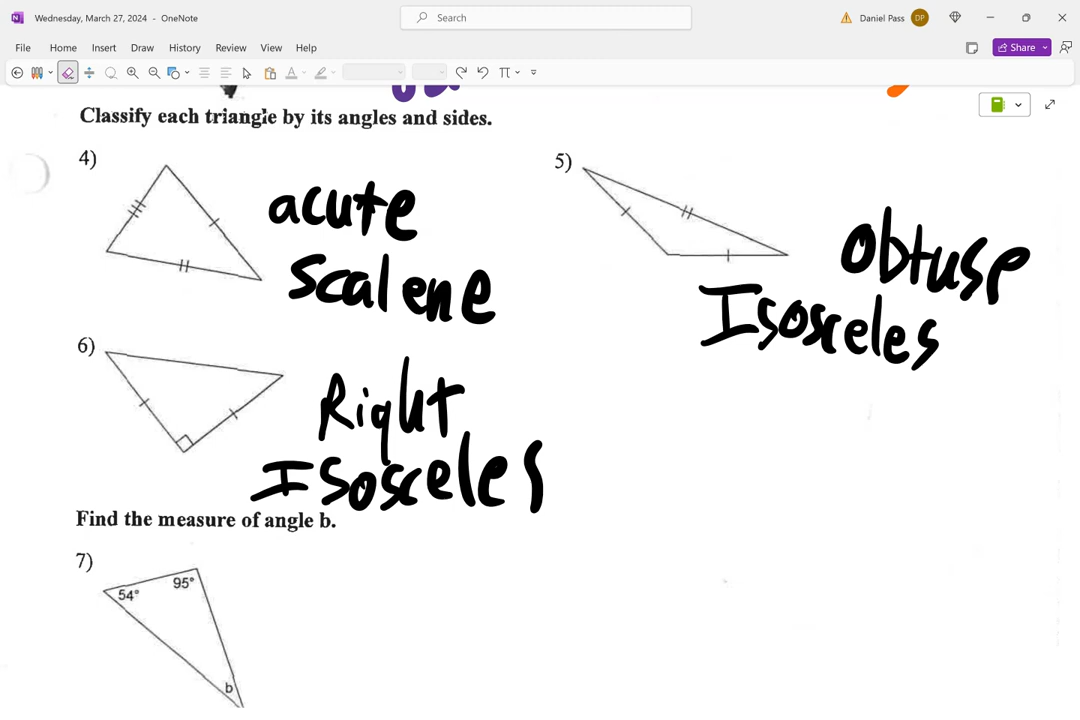 Wednesday, March 27, 2024 - OneNote
Search
Daniel Pass DP
File Home Insert Draw History Review View Help
Share
Classify each triangle by its angles and sides.
4)
acute
scalene
5)
Obtuse
Isosceles
6)
Right
Isosceles
Find the measure of angle b.
7)
54°
95°
b